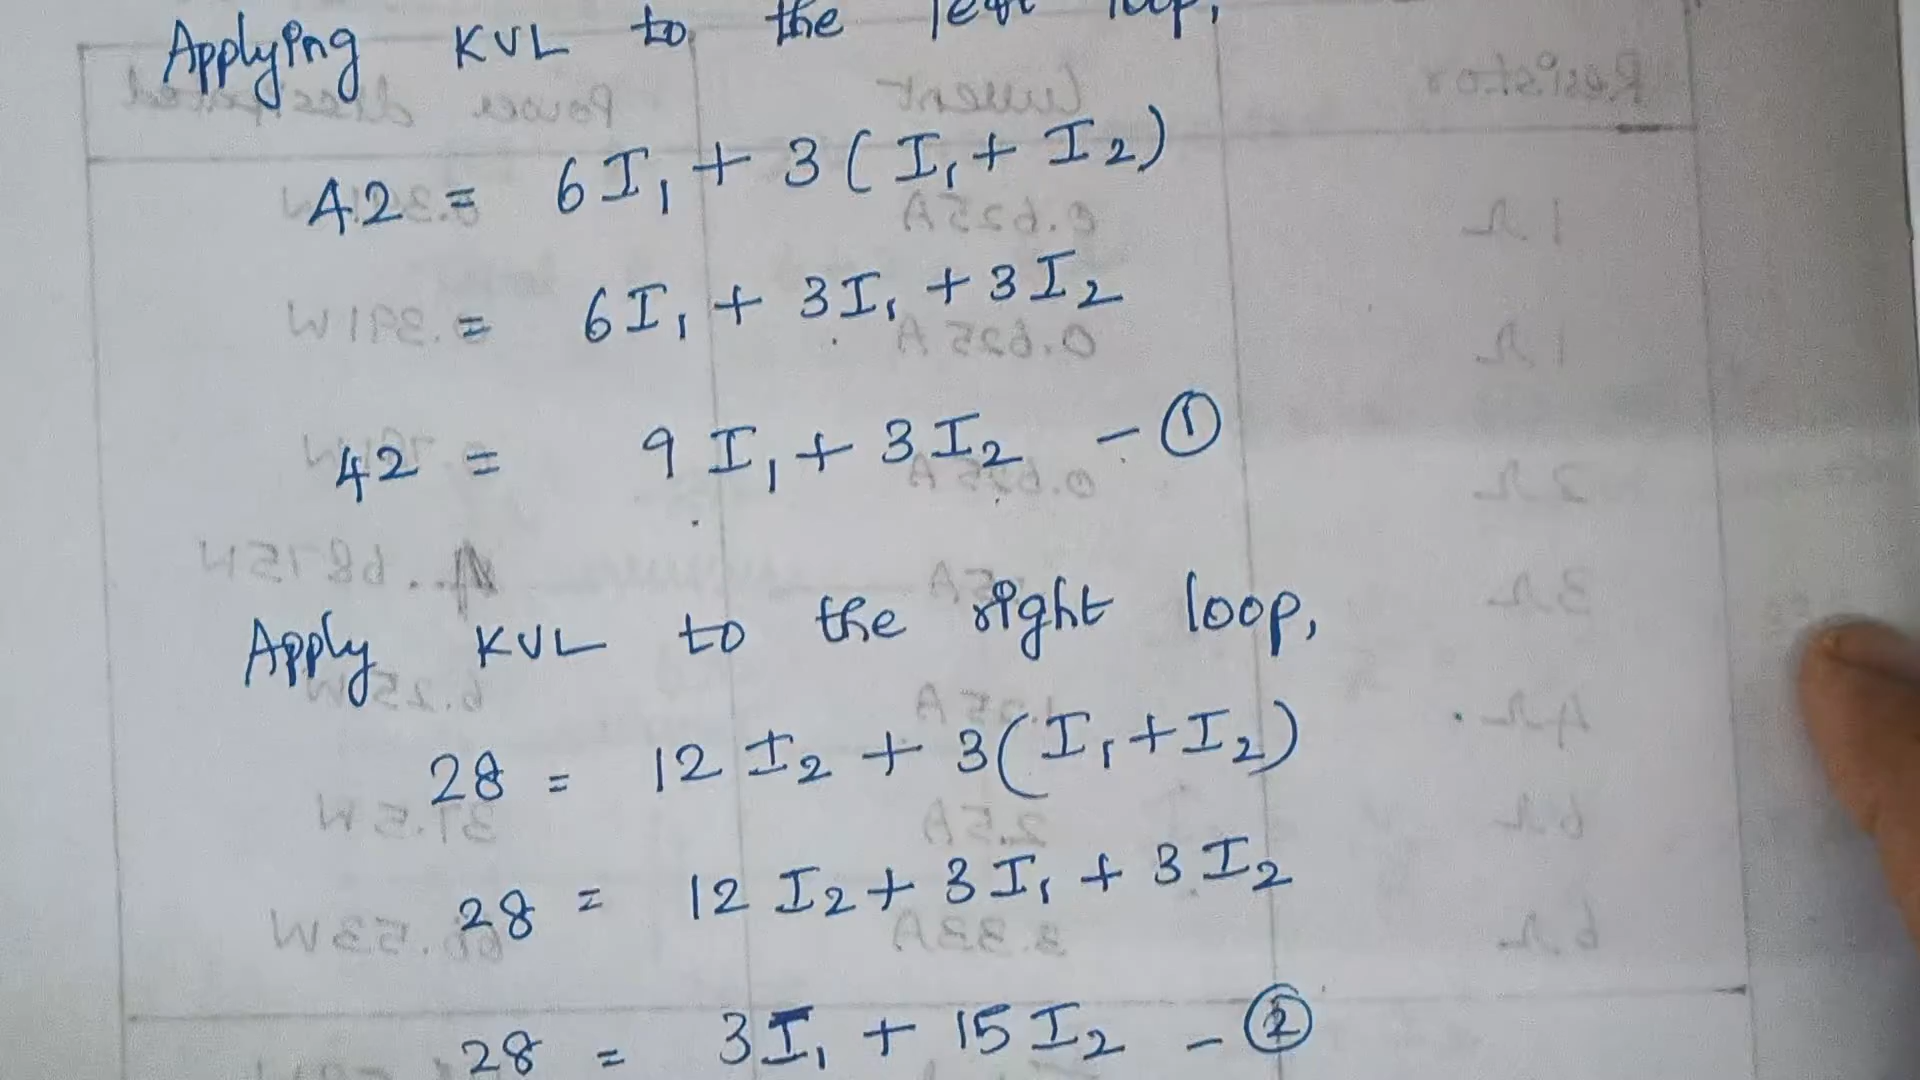 Applying KVL to the left loop,
42 = 6I₁ + 3(I₁ + I₂)
= 6I₁ + 3I₁ + 3I₂
42 = 9I₁ + 3I₂ - ①
Apply KVL to the right loop,
28 = 12I₂ + 3(I₁ + I₂)
28 = 12I₂ + 3I₁ + 3I₂
28 = 3I₁ + 15I₂ - ②